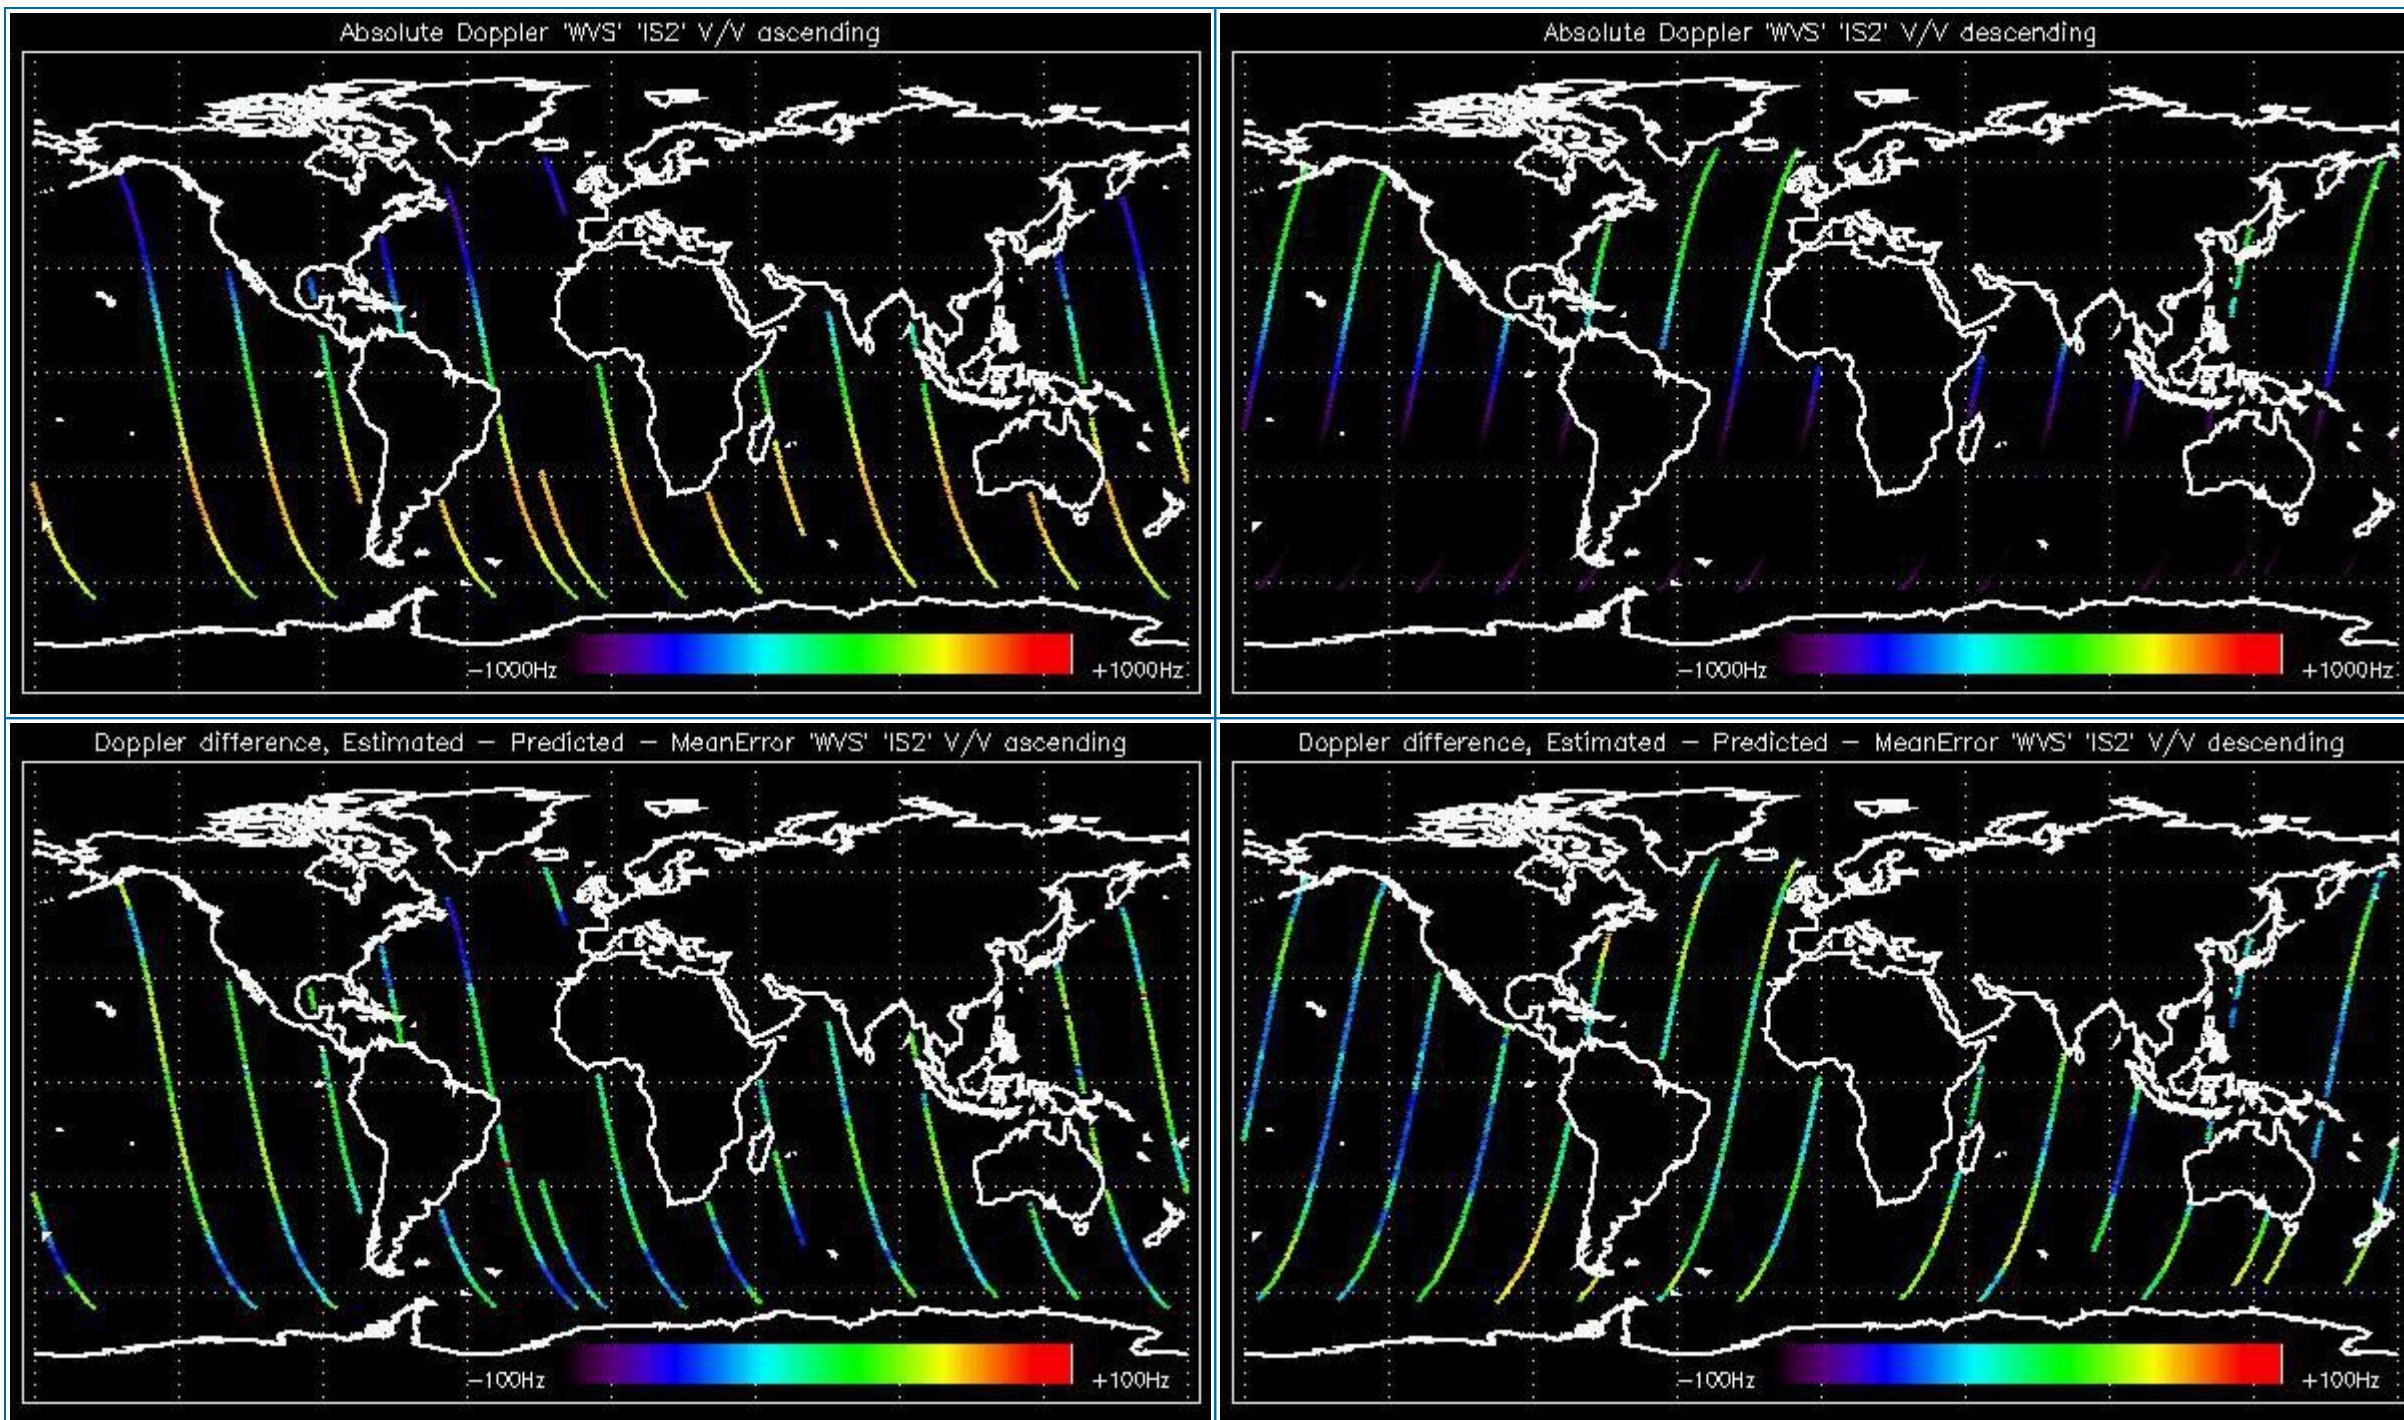 Absolute Doppler 'WVS' 'IS2' V/V ascending
-1000Hz
+1000Hz
Absolute Doppler 'WVS' 'IS2' V/V descending
-1000Hz
+1000Hz
Doppler difference, Estimated - Predicted - MeanError 'WVS' 'IS2' V/V ascending
-100Hz
+100Hz
Doppler difference, Estimated - Predicted - MeanError 'WVS' 'IS2' V/V descending
-100Hz
+100Hz